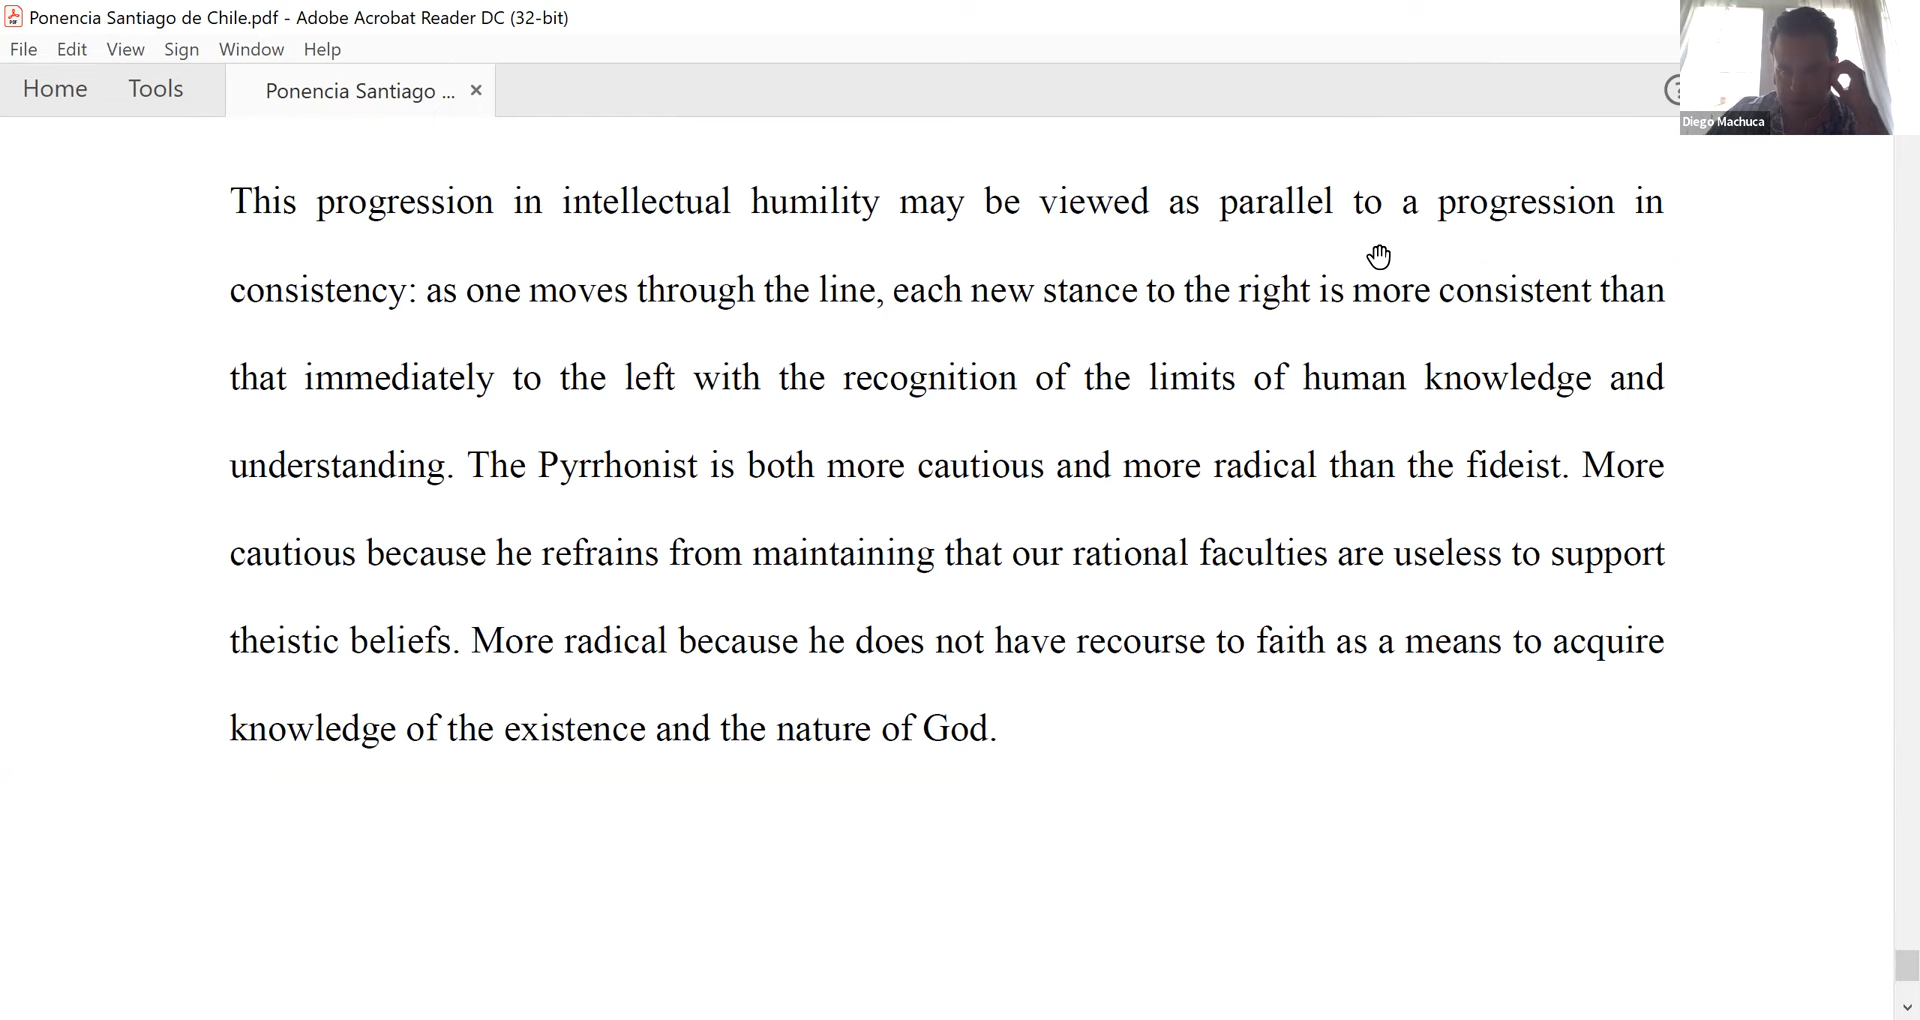 Ponencia Santiago de Chile.pdf - Adobe Acrobat Reader DC (32-bit)
File Edit View Sign Window Help
Home Tools Ponencia Santiago ... ×
Diego Machuca
This progression in intellectual humility may be viewed as parallel to a progression in
consistency: as one moves through the line, each new stance to the right is more consistent than
that immediately to the left with the recognition of the limits of human knowledge and
understanding. The Pyrrhonist is both more cautious and more radical than the fideist. More
cautious because he refrains from maintaining that our rational faculties are useless to support
theistic beliefs. More radical because he does not have recourse to faith as a means to acquire
knowledge of the existence and the nature of God.